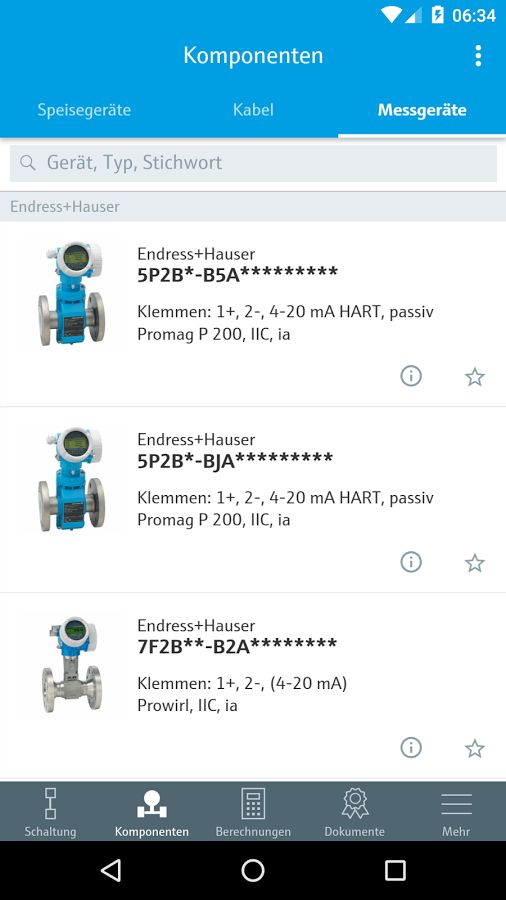 06:34
Komponenten
Speisegeräte Kabel Messgeräte
Gerät, Typ, Stichwort
Endress+Hauser
Endress+Hauser
5P2B*-B5A*********
Klemmen: 1+, 2-, 4-20 mA HART, passiv
Promag P 200, IIC, ia
Endress+Hauser
5P2B*-BJA*********
Klemmen: 1+, 2-, 4-20 mA HART, passiv
Promag P 200, IIC, ia
Endress+Hauser
7F2B**-B2A********
Klemmen: 1+, 2-, (4-20 mA)
Prowirl, IIC, ia
Schaltung Komponenten Berechnungen Dokumente Mehr